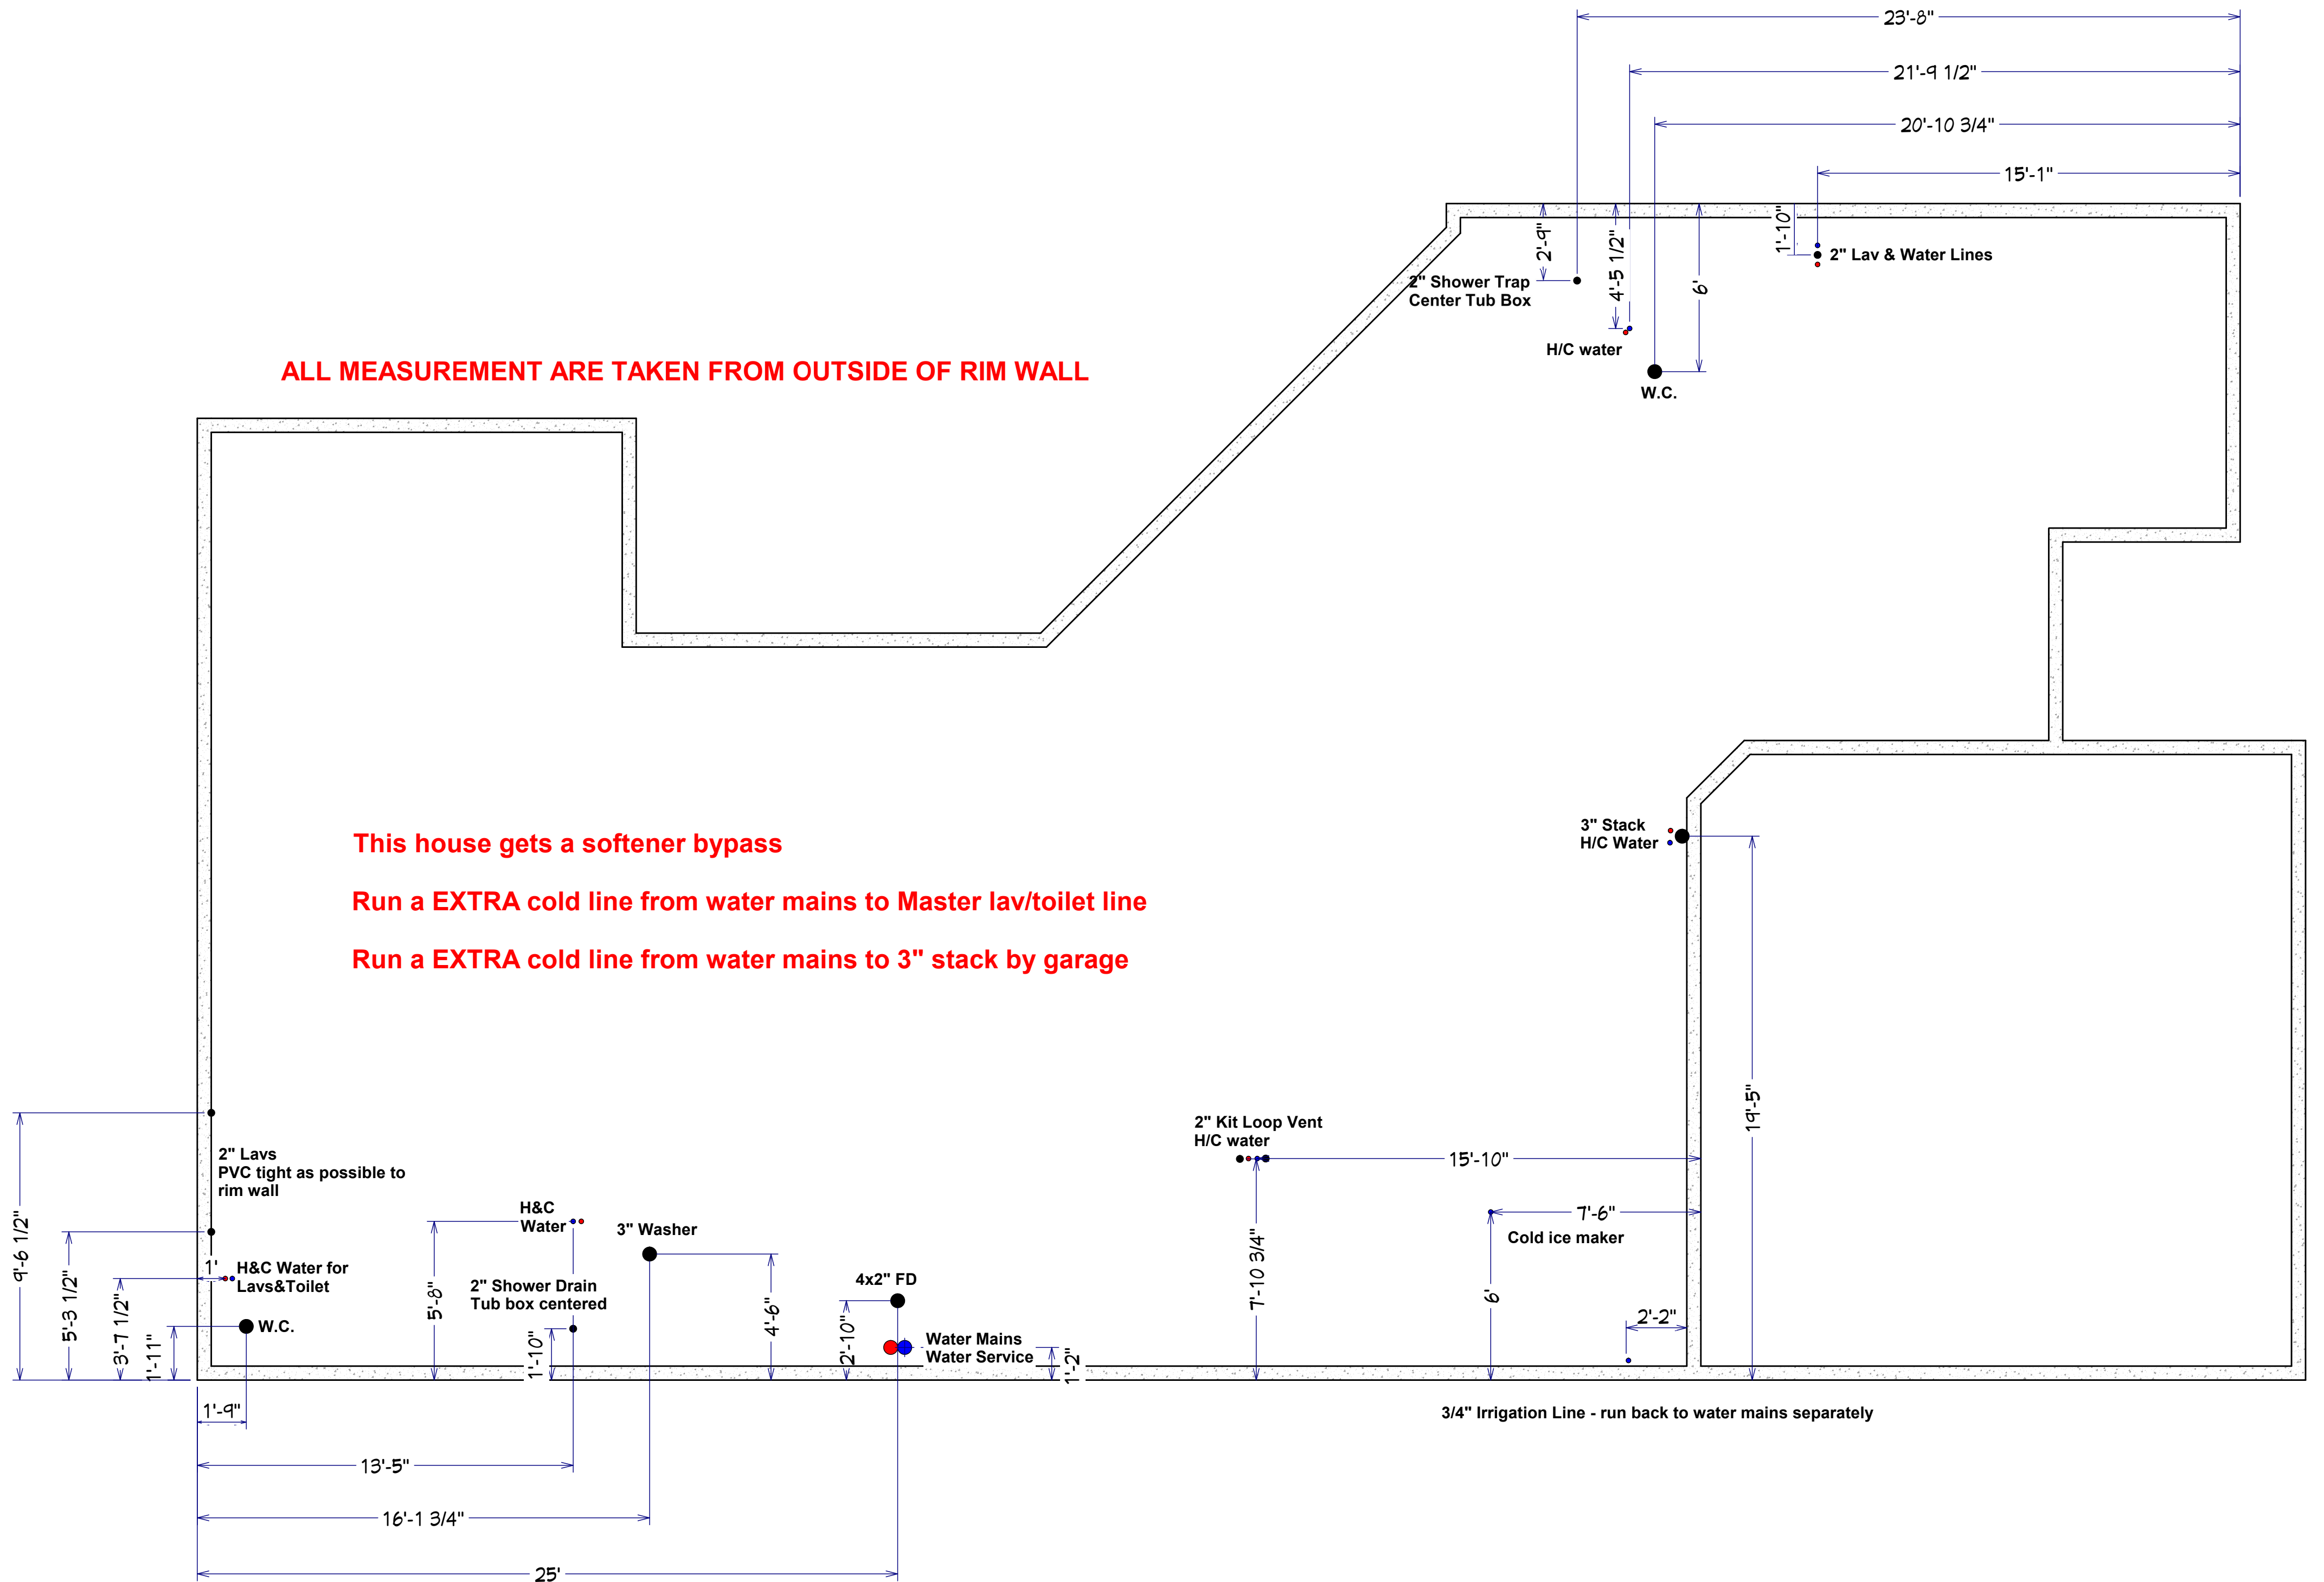 23'-8"
21'-9 1/2"
20'-10 3/4"
15'-1"
2'-9"
4'-5 1/2"
6'
1'-10"
2" Lav & Water Lines
2" Shower Trap
Center Tub Box
H/C water
W.C.
ALL MEASUREMENT ARE TAKEN FROM OUTSIDE OF RIM WALL
This house gets a softener bypass
Run a EXTRA cold line from water mains to Master lav/toilet line
Run a EXTRA cold line from water mains to 3" stack by garage
3" Stack
H/C Water
19'-5"
2" Kit Loop Vent
H/C water
15'-10"
7'-10 3/4"
7'-6"
Cold ice maker
6'
2'-2"
2" Lavs
PVC tight as possible to
rim wall
9'-6 1/2"
5'-3 1/2"
3'-7 1/2"
1'-11"
1'
H&C Water for
Lavs&Toilet
W.C.
5'-8"
H&C
Water
3" Washer
2" Shower Drain
Tub box centered
1'-10"
4'-6"
4x2" FD
2'-10"
Water Mains
Water Service
1'-2"
3/4" Irrigation Line - run back to water mains separately
1'-9"
13'-5"
16'-1 3/4"
25'